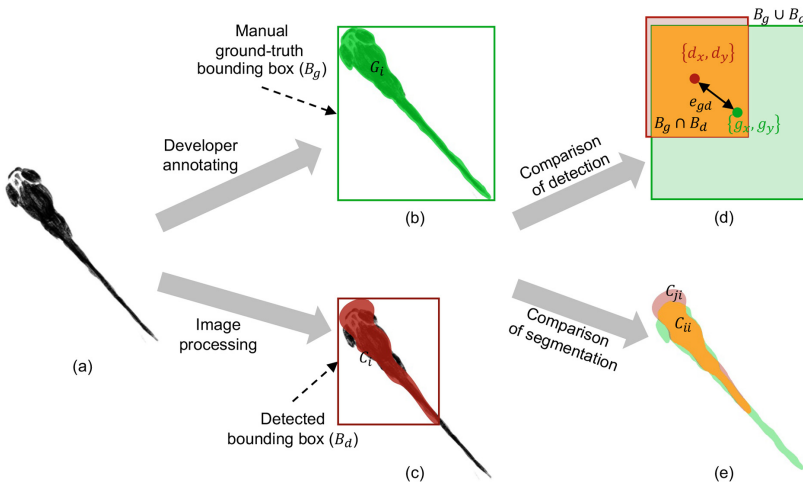 Manual
ground-truth
bounding box (B_g)
G_i
Developer
annotating
(b)
Comparison
of detection
B_g ∪ B_d
{d_x, d_y}
e_gd
{g_x, g_y}
B_g ∩ B_d
(d)
(a)
Image
processing
C_i
Detected
bounding box (B_d)
(c)
Comparison
of segmentation
C_ji
C_ii
(e)